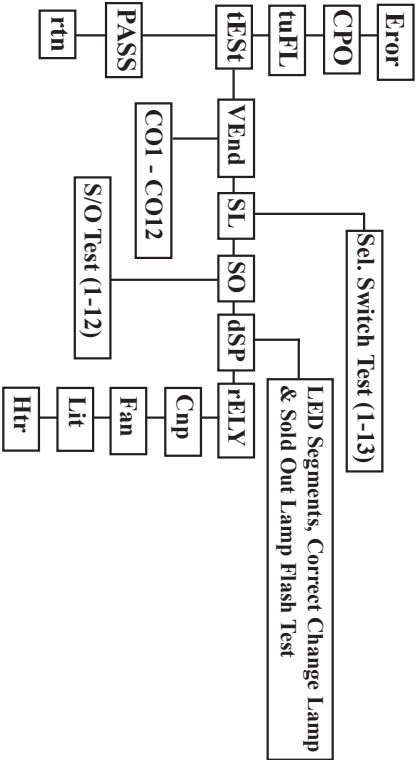 Eror
CPO
tuFL
tESt
PASS
rtn
VEnd
CO1 - CO12
SL
Sel. Switch Test (1-13)
SO
S/O Test (1-12)
dSP
LED Segments, Correct Change Lamp
& Sold Out Lamp Flash Test
rELY
Cnp
Fan
Lit
Htr